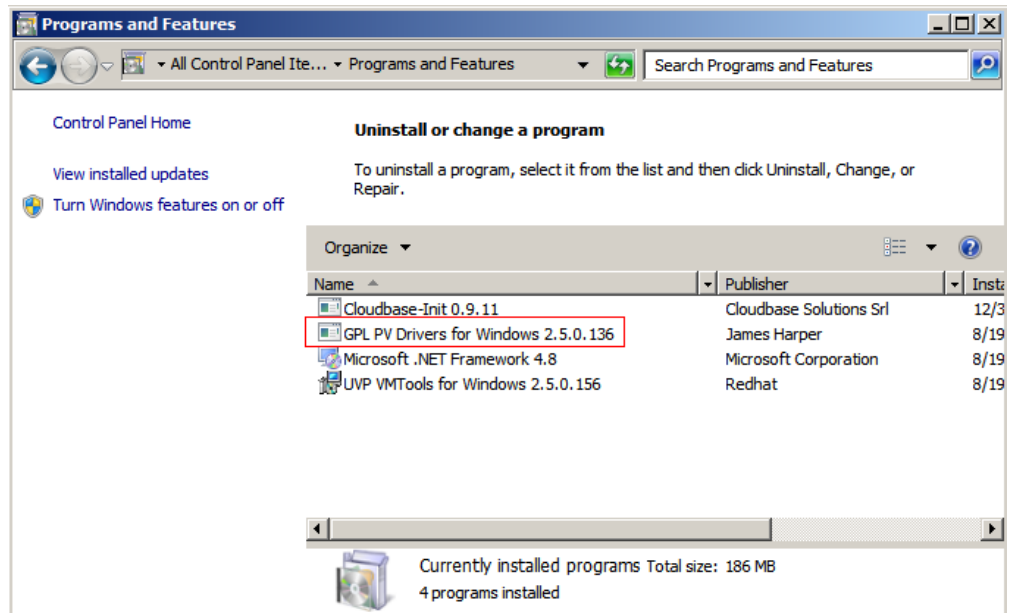 Programs and Features
All Control Panel Ite... Programs and Features
Search Programs and Features
Control Panel Home
View installed updates
Turn Windows features on or off
Uninstall or change a program
To uninstall a program, select it from the list and then click Uninstall, Change, or
Repair.
Organize
Name Publisher Insta
Cloudbase-Init 0.9.11 Cloudbase Solutions Srl 12/3
GPL PV Drivers for Windows 2.5.0.136 James Harper 8/19
Microsoft .NET Framework 4.8 Microsoft Corporation 8/19
UVP VMTools for Windows 2.5.0.156 Redhat 8/19
Currently installed programs Total size: 186 MB
4 programs installed